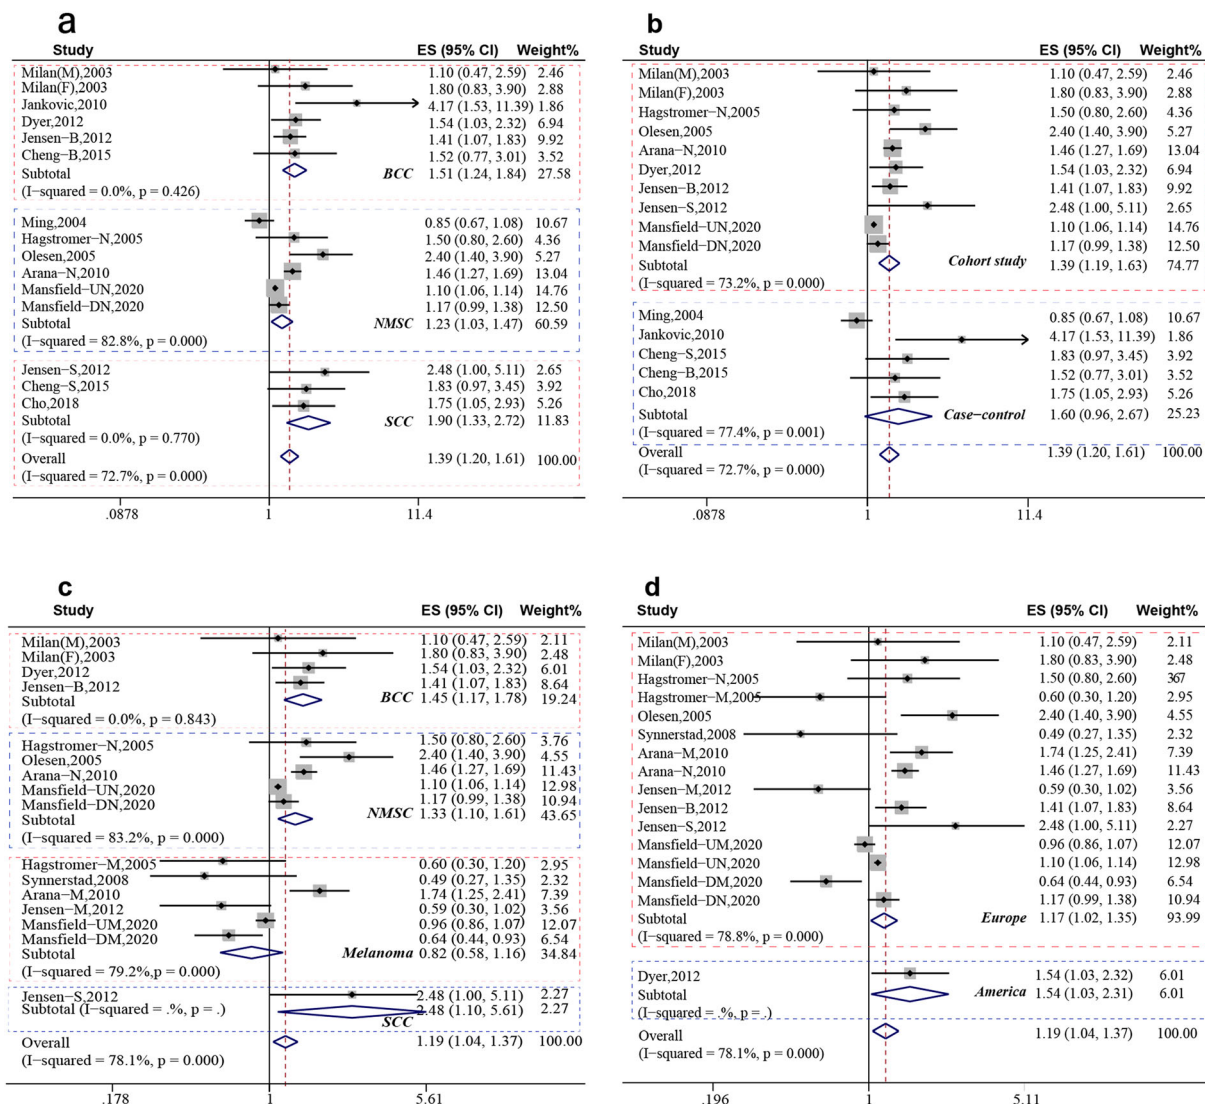 a
Study ES (95% CI) Weight%
Milan(M),2003 1.10 (0.47, 2.59) 2.46
Milan(F),2003 1.80 (0.83, 3.90) 2.88
Jankovic,2010 4.17 (1.53, 11.39) 1.86
Dyer,2012 1.54 (1.03, 2.32) 6.94
Jensen−B,2012 1.41 (1.07, 1.83) 9.92
Cheng−B,2015 1.52 (0.77, 3.01) 3.52
Subtotal BCC 1.51 (1.24, 1.84) 27.58
(I−squared = 0.0%, p = 0.426)
Ming,2004 0.85 (0.67, 1.08) 10.67
Hagstromer−N,2005 1.50 (0.80, 2.60) 4.36
Olesen,2005 2.40 (1.40, 3.90) 5.27
Arana−N,2010 1.46 (1.27, 1.69) 13.04
Mansfield−UN,2020 1.10 (1.06, 1.14) 14.76
Mansfield−DN,2020 1.17 (0.99, 1.38) 12.50
Subtotal NMSC 1.23 (1.03, 1.47) 60.59
(I−squared = 82.8%, p = 0.000)
Jensen−S,2012 2.48 (1.00, 5.11) 2.65
Cheng−S,2015 1.83 (0.97, 3.45) 3.92
Cho,2018 1.75 (1.05, 2.93) 5.26
Subtotal SCC 1.90 (1.33, 2.72) 11.83
(I−squared = 0.0%, p = 0.770)
Overall 1.39 (1.20, 1.61) 100.00
(I−squared = 72.7%, p = 0.000)
.0878 1 11.4
b
Study ES (95% CI) Weight%
Milan(M),2003 1.10 (0.47, 2.59) 2.46
Milan(F),2003 1.80 (0.83, 3.90) 2.88
Hagstromer−N,2005 1.50 (0.80, 2.60) 4.36
Olesen,2005 2.40 (1.40, 3.90) 5.27
Arana−N,2010 1.46 (1.27, 1.69) 13.04
Dyer,2012 1.54 (1.03, 2.32) 6.94
Jensen−B,2012 1.41 (1.07, 1.83) 9.92
Jensen−S,2012 2.48 (1.00, 5.11) 2.65
Mansfield−UN,2020 1.10 (1.06, 1.14) 14.76
Mansfield−DN,2020 1.17 (0.99, 1.38) 12.50
Subtotal Cohort study 1.39 (1.19, 1.63) 74.77
(I−squared = 73.2%, p = 0.000)
Ming,2004 0.85 (0.67, 1.08) 10.67
Jankovic,2010 4.17 (1.53, 11.39) 1.86
Cheng−S,2015 1.83 (0.97, 3.45) 3.92
Cheng−B,2015 1.52 (0.77, 3.01) 3.52
Cho,2018 1.75 (1.05, 2.93) 5.26
Subtotal Case−control 1.60 (0.96, 2.67) 25.23
(I−squared = 77.4%, p = 0.001)
Overall 1.39 (1.20, 1.61) 100.00
(I−squared = 72.7%, p = 0.000)
.0878 1 11.4
c
Study ES (95% CI) Weight%
Milan(M),2003 1.10 (0.47, 2.59) 2.11
Milan(F),2003 1.80 (0.83, 3.90) 2.48
Dyer,2012 1.54 (1.03, 2.32) 6.01
Jensen−B,2012 1.41 (1.07, 1.83) 8.64
Subtotal BCC 1.45 (1.17, 1.78) 19.24
(I−squared = 0.0%, p = 0.843)
Hagstromer−N,2005 1.50 (0.80, 2.60) 3.76
Olesen,2005 2.40 (1.40, 3.90) 4.55
Arana−N,2010 1.46 (1.27, 1.69) 11.43
Mansfield−UN,2020 1.10 (1.06, 1.14) 12.98
Mansfield−DN,2020 1.17 (0.99, 1.38) 10.94
Subtotal NMSC 1.33 (1.10, 1.61) 43.65
(I−squared = 83.2%, p = 0.000)
Hagstromer−M,2005 0.60 (0.30, 1.20) 2.95
Synnerstad,2008 0.49 (0.27, 1.35) 2.32
Arana−M,2010 1.74 (1.25, 2.41) 7.39
Jensen−M,2012 0.59 (0.30, 1.02) 3.56
Mansfield−UM,2020 0.96 (0.86, 1.07) 12.07
Mansfield−DM,2020 0.64 (0.44, 0.93) 6.54
Subtotal Melanoma 0.82 (0.58, 1.16) 34.84
(I−squared = 79.2%,p = 0.000)
Jensen−S,2012 2.48 (1.00, 5.11) 2.27
Subtotal (I−squared = .%, p = .) 2.48 (1.10, 5.61) 2.27
SCC
Overall 1.19 (1.04, 1.37) 100.00
(I−squared = 78.1%, p = 0.000)
.178 1 5.61
d
Study ES (95% CI) Weight%
Milan(M),2003 1.10 (0.47, 2.59) 2.11
Milan(F),2003 1.80 (0.83, 3.90) 2.48
Hagstromer−N,2005 1.50 (0.80, 2.60) 367
Hagstromer−M,2005 0.60 (0.30, 1.20) 2.95
Olesen,2005 2.40 (1.40, 3.90) 4.55
Synnerstad,2008 0.49 (0.27, 1.35) 2.32
Arana−M,2010 1.74 (1.25, 2.41) 7.39
Arana−N,2010 1.46 (1.27, 1.69) 11.43
Jensen−M,2012 0.59 (0.30, 1.02) 3.56
Jensen−B,2012 1.41 (1.07, 1.83) 8.64
Jensen−S,2012 2.48 (1.00, 5.11) 2.27
Mansfield−UM,2020 0.96 (0.86, 1.07) 12.07
Mansfield−UN,2020 1.10 (1.06, 1.14) 12.98
Mansfield−DM,2020 0.64 (0.44, 0.93) 6.54
Mansfield−DN,2020 1.17 (0.99, 1.38) 10.94
Subtotal Europe 1.17 (1.02, 1.35) 93.99
(I−squared = 78.8%, p = 0.000)
Dyer,2012 1.54 (1.03, 2.32) 6.01
Subtotal America 1.54 (1.03, 2.31) 6.01
(I−squared = .%, p = .)
Overall 1.19 (1.04, 1.37) 100.00
(I−squared = 78.1%, p = 0.000)
.196 1 5.11